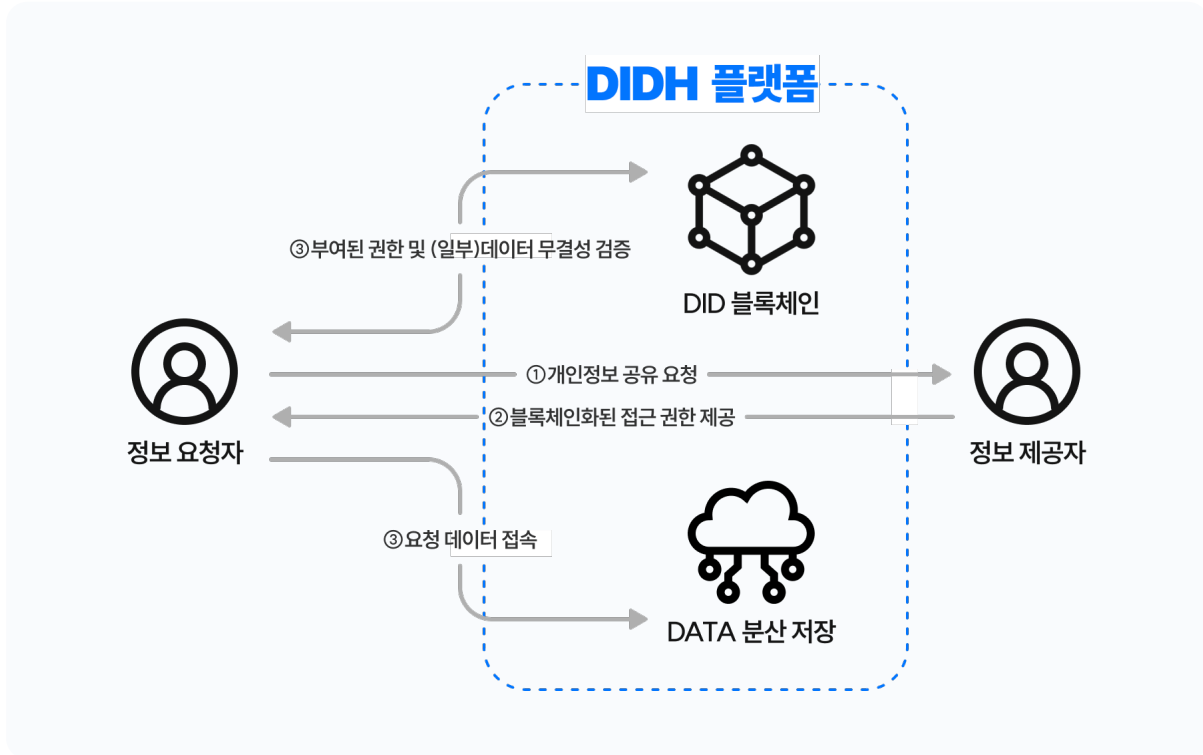 DIDH 플랫폼
③부여된 권한 및 (일부)데이터 무결성 검증
DID 블록체인
①개인정보 공유 요청
②블록체인화된 접근 권한 제공
정보 요청자
정보 제공자
③요청 데이터 접속
DATA 분산 저장